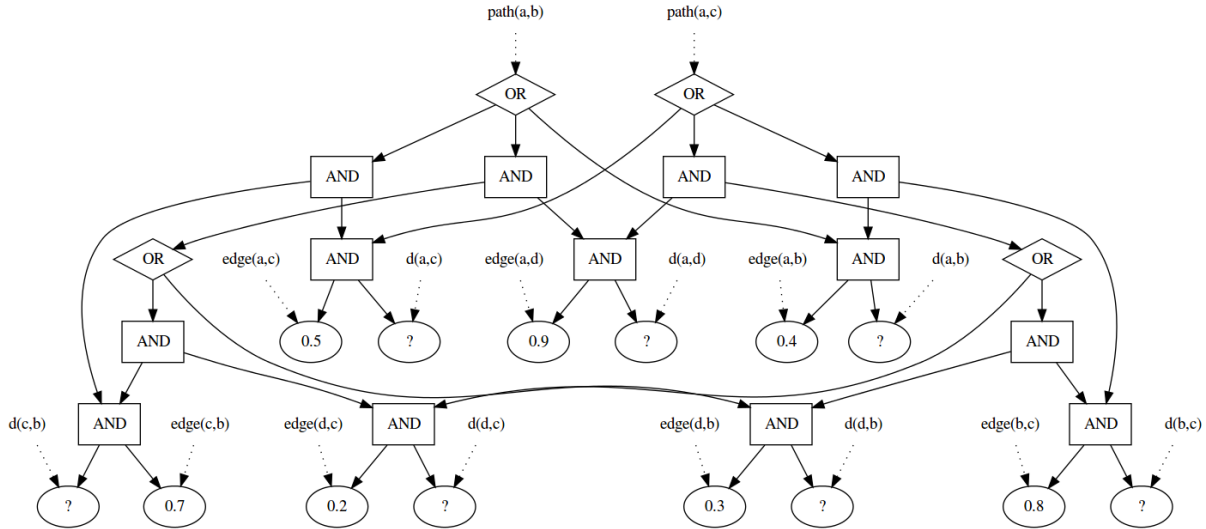 path(a,b) path(a,c)
OR OR
AND AND AND AND
OR edge(a,c) AND d(a,c) edge(a,d) AND d(a,d) edge(a,b) AND d(a,b) OR
AND 0.5 ? 0.9 ? 0.4 ? AND
d(c,b) AND edge(c,b) edge(d,c) AND d(d,c) edge(d,b) AND d(d,b) edge(b,c) AND d(b,c)
? 0.7 0.2 ? 0.3 ? 0.8 ?